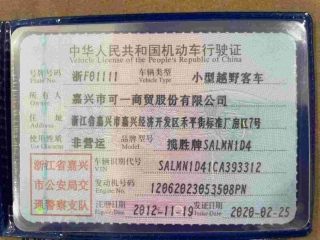 中华人民共和国机动车行驶证
Vehicle License of the People's Republic of China
号牌号码 浙F01111 车辆类型 小型越野客车
Vehicle Type
所有人 嘉兴市可一商贸股份有限公司
Owner
住址 浙江省嘉兴市嘉兴经济开发区禾平街标准厂房C7号
Address
使用性质 非营运 品牌型号 揽胜牌SALMN1D4
Use Character Model
浙江省嘉兴
市公安局交
通警察支队
车辆识别代号 SALMN1D41CA393312
VIN
发动机号码 12062023053508PN
Engine No.
注册日期 2012-11-19 发证日期 2020-02-25
Register Date Issue Date